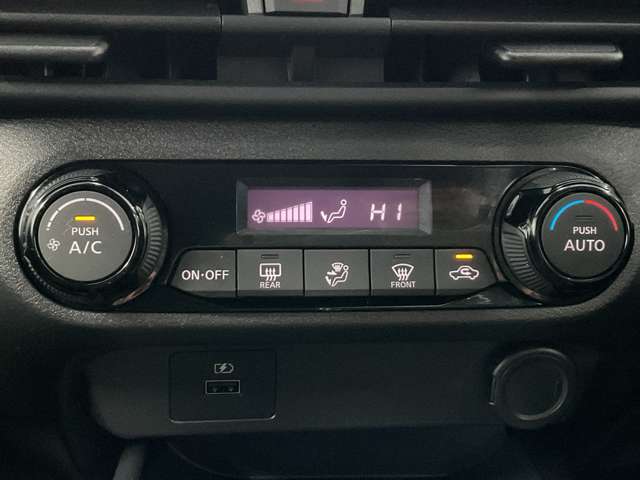 PUSH
A/C
HI
ON·OFF
REAR
FRONT
PUSH
AUTO